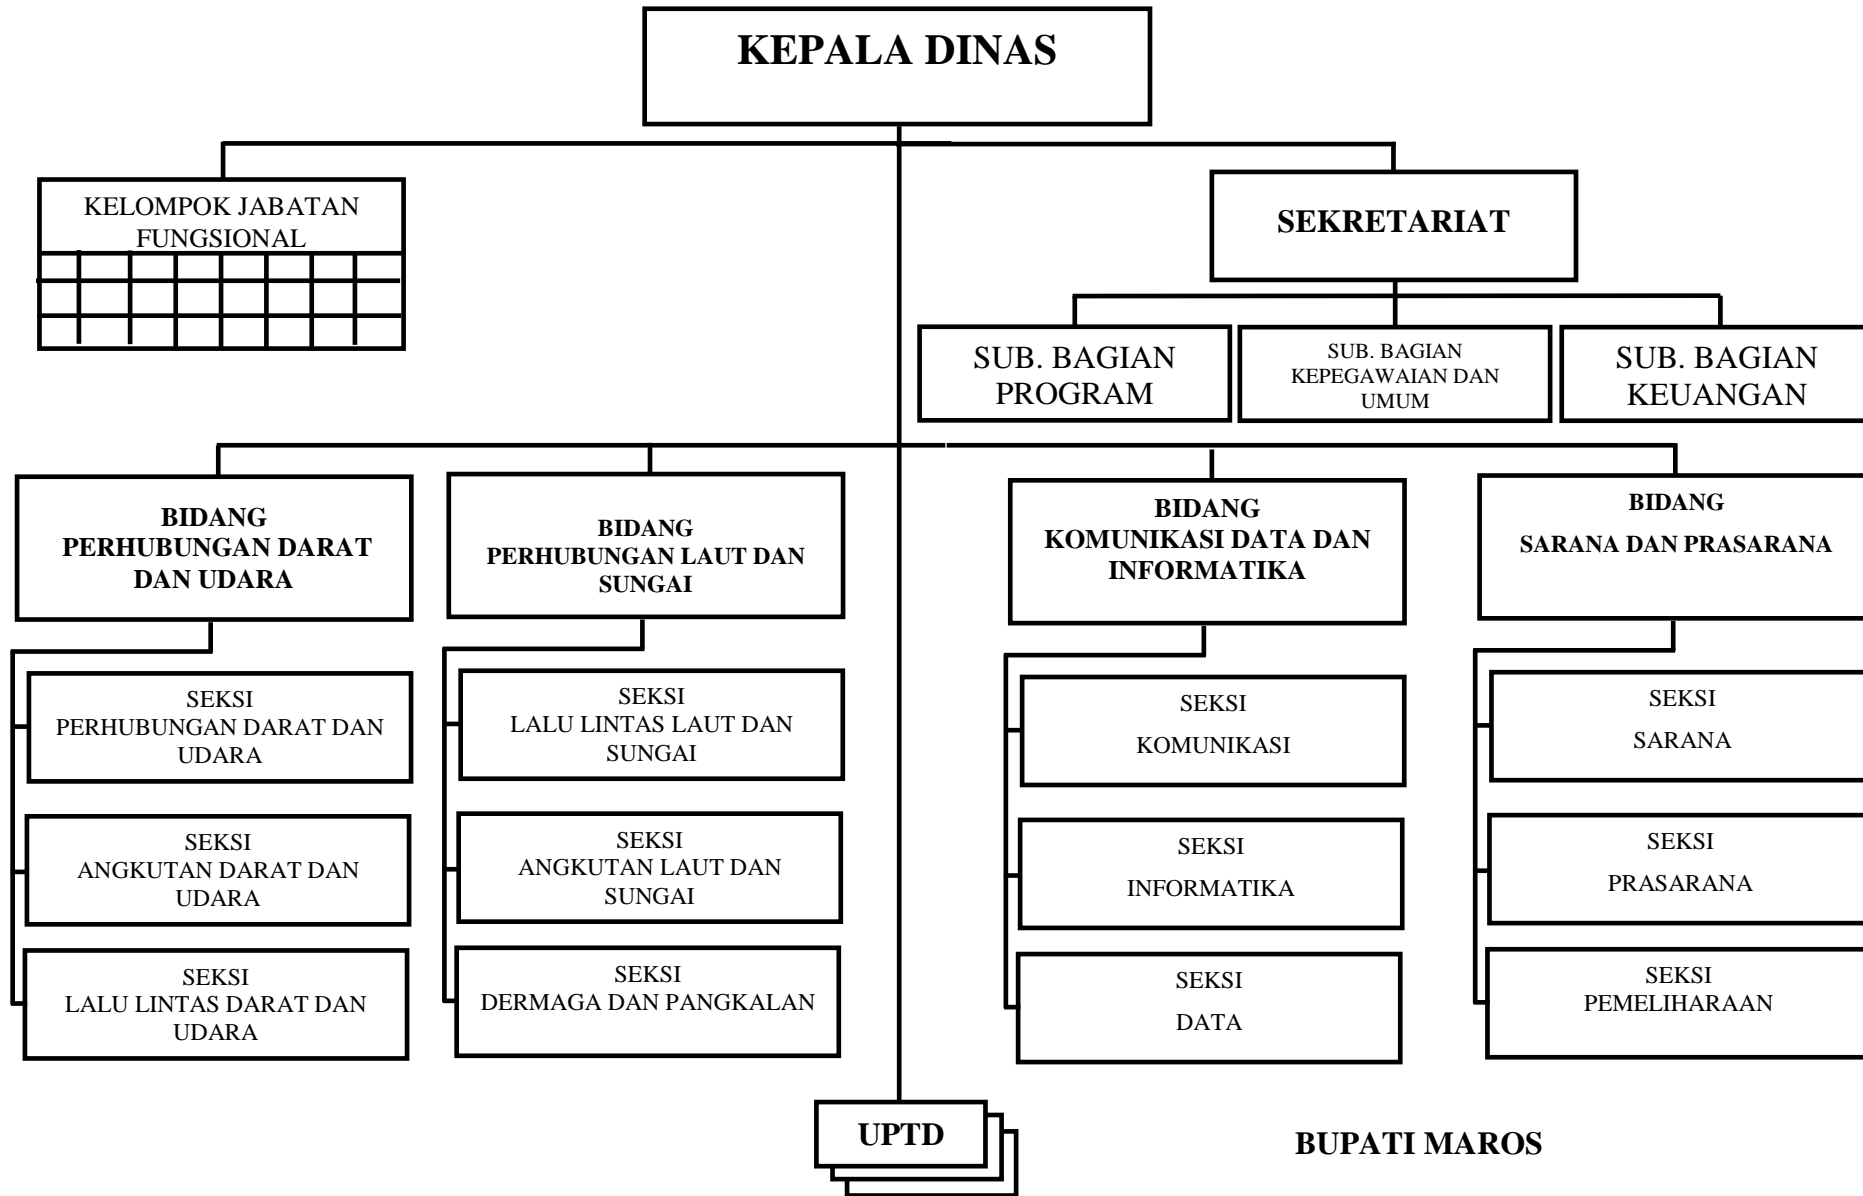 KEPALA DINAS
KELOMPOK JABATAN
FUNGSIONAL
SEKRETARIAT
SUB. BAGIAN
PROGRAM
SUB. BAGIAN
KEPEGAWAIAN DAN
UMUM
SUB. BAGIAN
KEUANGAN
BIDANG
PERHUBUNGAN DARAT
DAN UDARA
BIDANG
PERHUBUNGAN LAUT DAN
SUNGAI
BIDANG
KOMUNIKASI DATA DAN
INFORMATIKA
BIDANG
SARANA DAN PRASARANA
SEKSI
PERHUBUNGAN DARAT DAN
UDARA
SEKSI
LALU LINTAS LAUT DAN
SUNGAI
SEKSI
KOMUNIKASI
SEKSI
SARANA
SEKSI
ANGKUTAN DARAT DAN
UDARA
SEKSI
ANGKUTAN LAUT DAN
SUNGAI
SEKSI
INFORMATIKA
SEKSI
PRASARANA
SEKSI
LALU LINTAS DARAT DAN
UDARA
SEKSI
DERMAGA DAN PANGKALAN
SEKSI
DATA
SEKSI
PEMELIHARAAN
UPTD
BUPATI MAROS